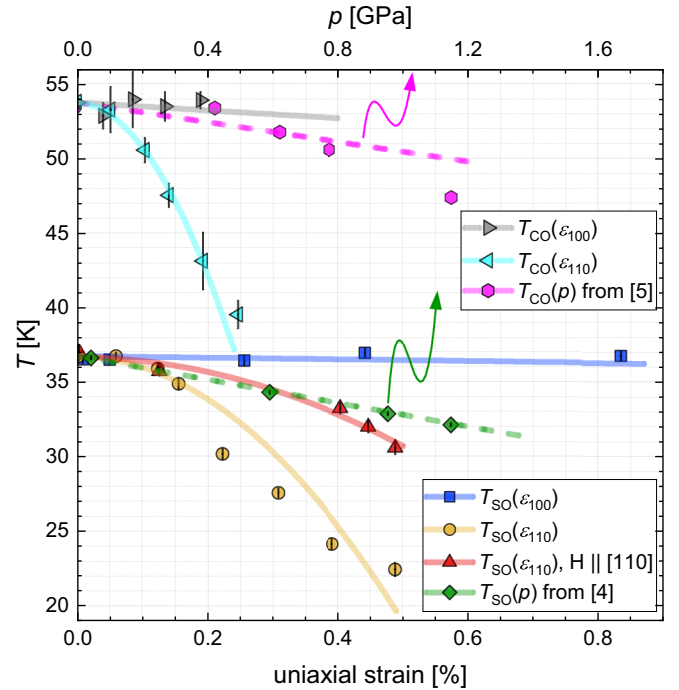 p [GPa]
0.0 0.4 0.8 1.2 1.6
55
50
45
40
35
30
25
20
T [K]
T_CO(ε_100)
T_CO(ε_110)
T_CO(p) from [5]
T_SO(ε_100)
T_SO(ε_110)
T_SO(ε_110), H || [110]
T_SO(p) from [4]
0.0 0.2 0.4 0.6 0.8
uniaxial strain [%]